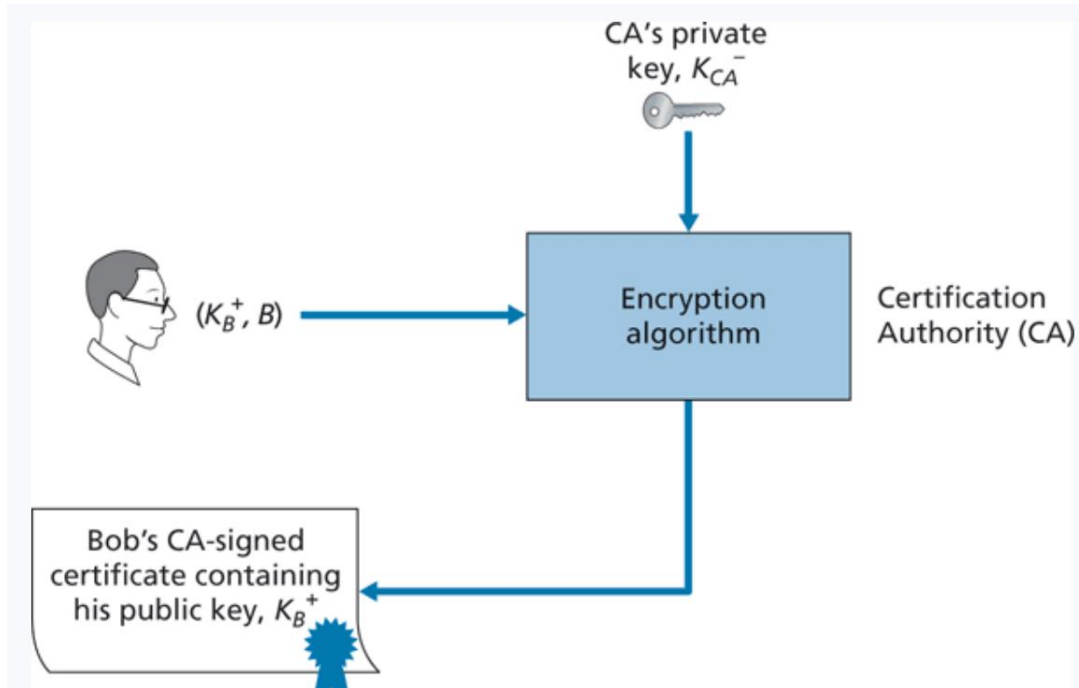 CA's private
key, K_CA^-
(K_B^+, B)
Encryption
algorithm
Certification
Authority (CA)
Bob's CA-signed
certificate containing
his public key, K_B^+